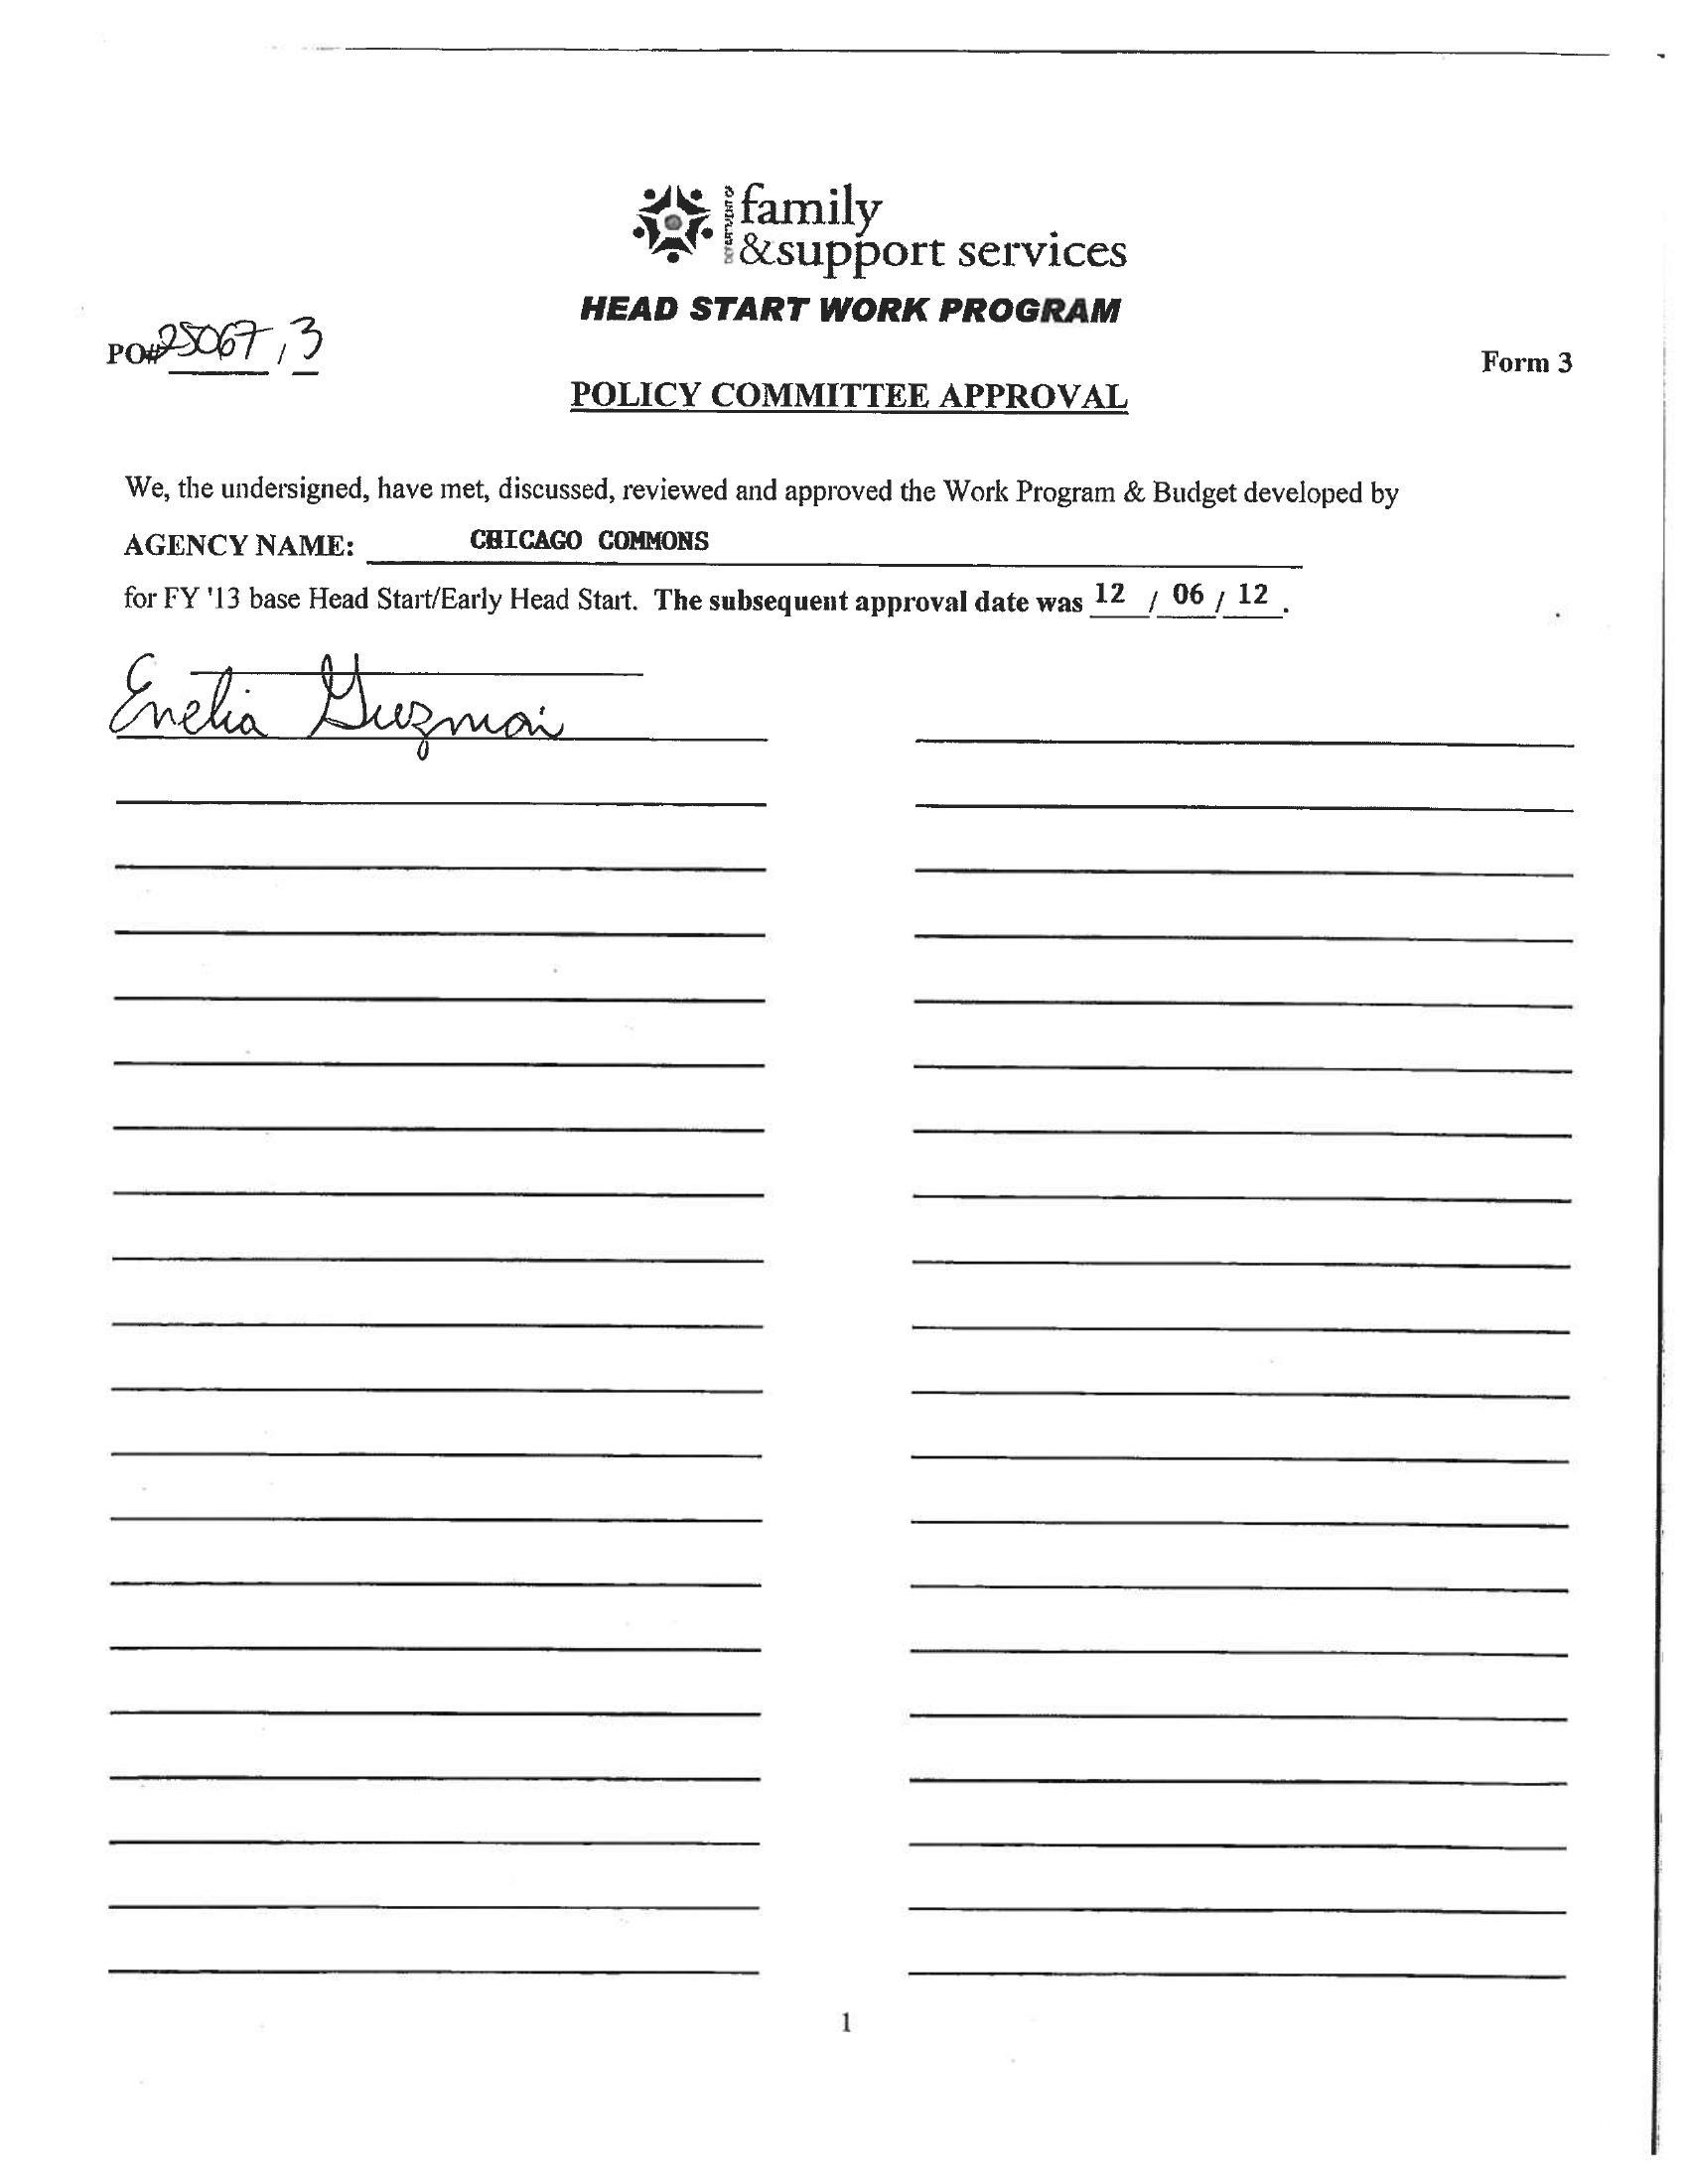 DEPARTMENT OF
family
&support services
HEAD START WORK PROGRAM
PO# 25067 / 3
Form 3
POLICY COMMITTEE APPROVAL
We, the undersigned, have met, discussed, reviewed and approved the Work Program & Budget developed by
AGENCY NAME: CHICAGO COMMONS
for FY '13 base Head Start/Early Head Start. The subsequent approval date was 12 / 06 / 12 .
Enelia Guzman
1